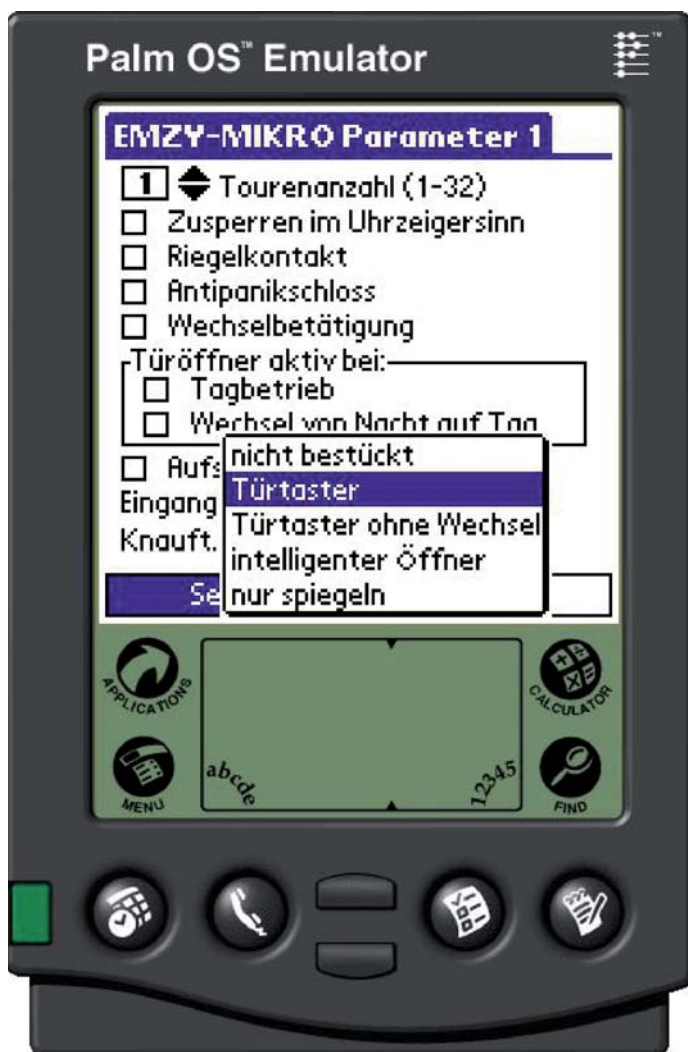 Palm OS™ Emulator
™
EMZY-MIKRO Parameter 1
1 Tourenanzahl (1-32)
Zusperren im Uhrzeigersinn
Riegelkontakt
Antipanikschloss
Wechselbetätigung
Türöffner aktiv bei:
Tagbetrieb
Wechsel von Nacht auf Tag
nicht bestückt
Türtaster
Türtaster ohne Wechsel
intelligenter Öffner
nur spiegeln
Eingang
Knauft.
APPLICATIONS
CALCULATOR
MENU
abcde
12345
FIND